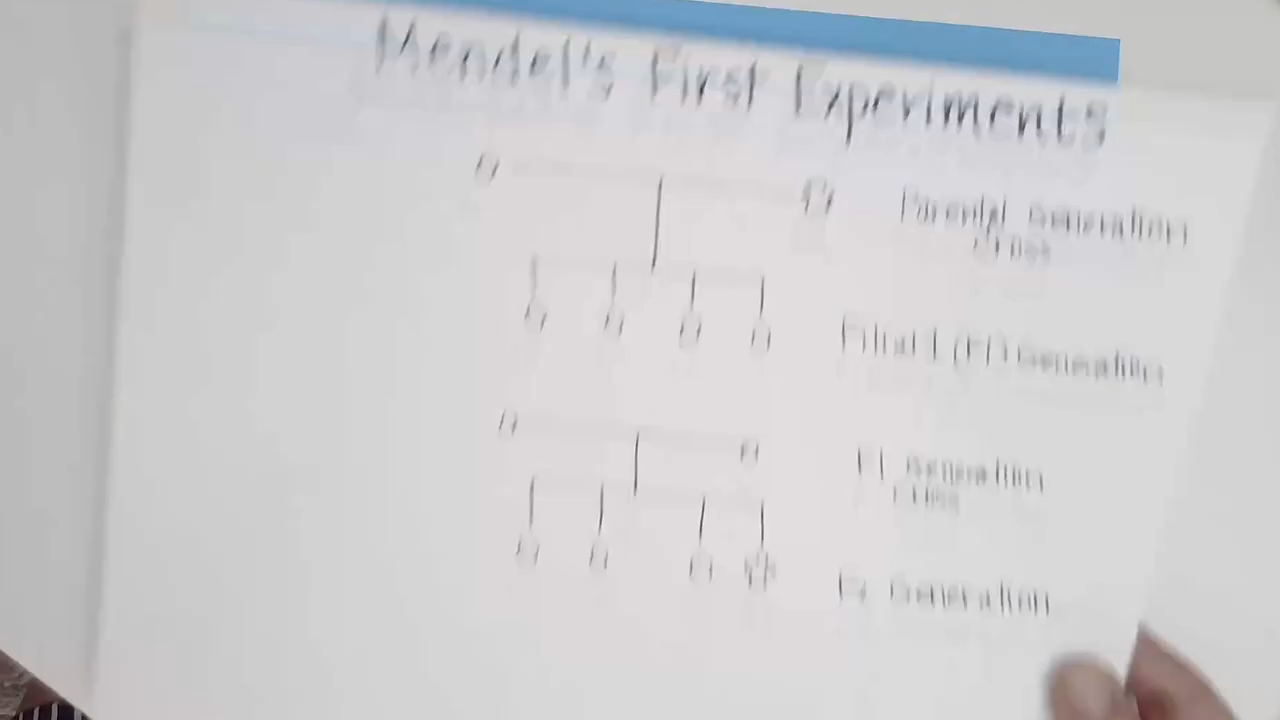 Mendel's First Experiments
Parental Generation
Cross
Filial 1 (F1) Generation
F1 Generation
Cross
F2 Generation